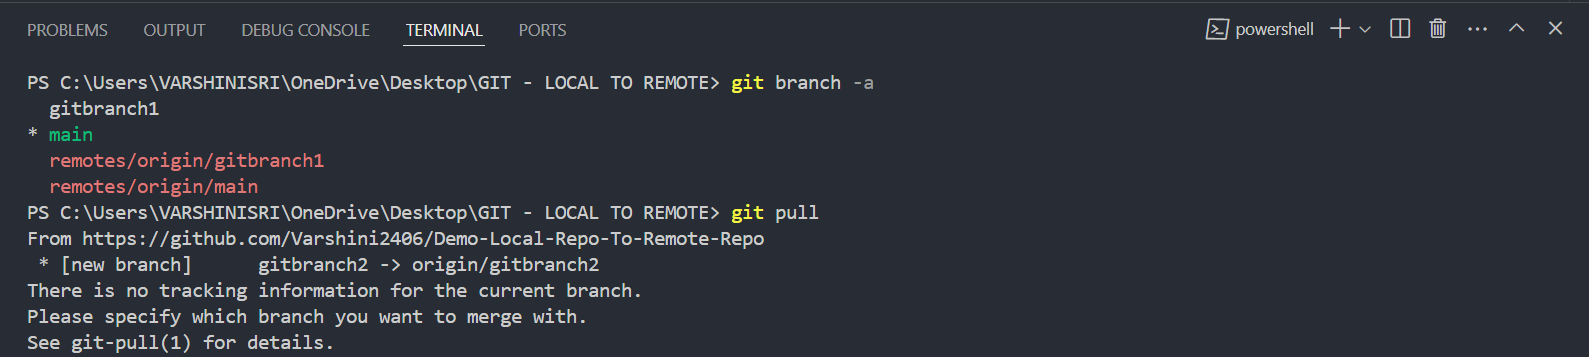 PROBLEMS OUTPUT DEBUG CONSOLE TERMINAL PORTS powershell
PS C:\Users\VARSHINISRI\OneDrive\Desktop\GIT - LOCAL TO REMOTE> git branch -a
  gitbranch1
* main
  remotes/origin/gitbranch1
  remotes/origin/main
PS C:\Users\VARSHINISRI\OneDrive\Desktop\GIT - LOCAL TO REMOTE> git pull
From https://github.com/Varshini2406/Demo-Local-Repo-To-Remote-Repo
 * [new branch]      gitbranch2 -> origin/gitbranch2
There is no tracking information for the current branch.
Please specify which branch you want to merge with.
See git-pull(1) for details.